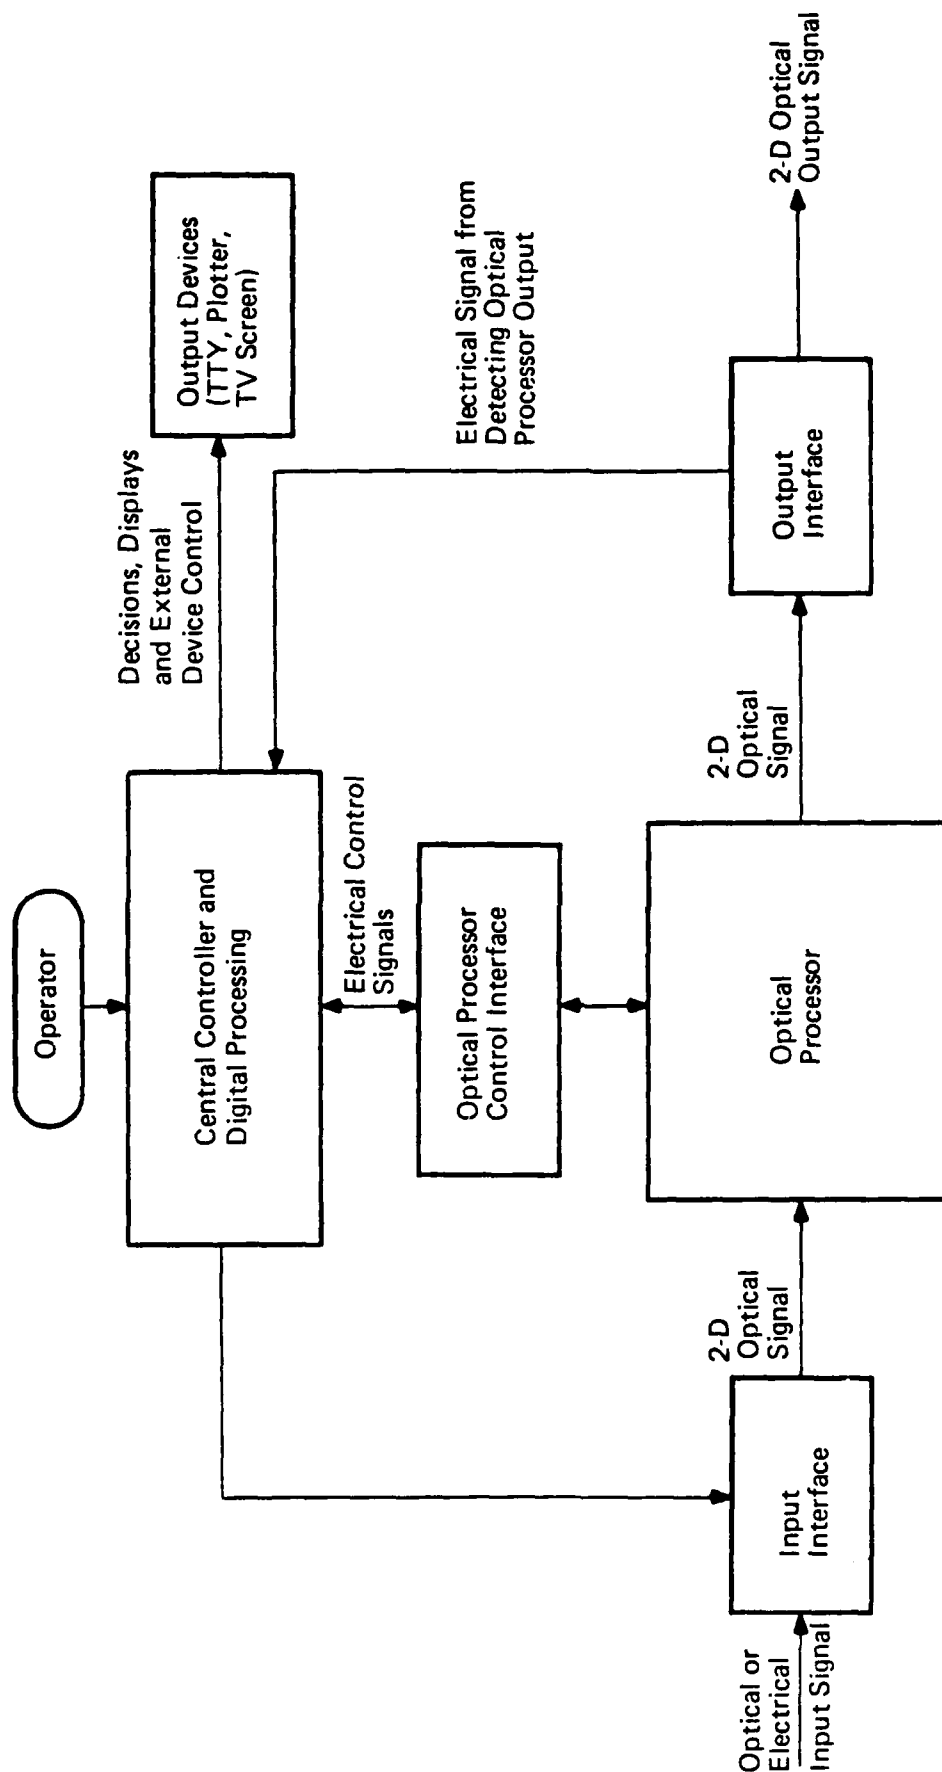 Operator
Central Controller and
Digital Processing
Decisions, Displays
and External
Device Control
Output Devices
(TTY, Plotter,
TV Screen)
Electrical Control
Signals
Optical Processor
Control Interface
Electrical Signal from
Detecting Optical
Processor Output
Optical or
Electrical
Input Signal
Input
Interface
2-D
Optical
Signal
Optical
Processor
2-D
Optical
Signal
Output
Interface
2-D Optical
Output Signal